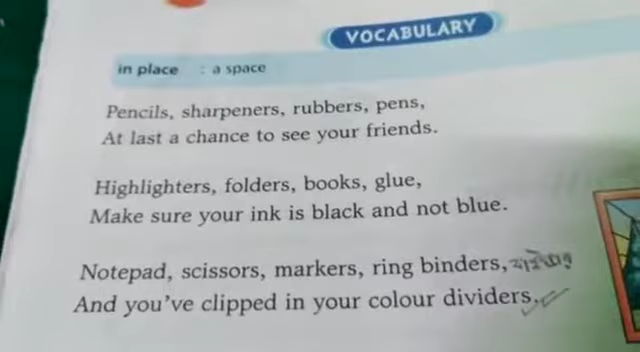 VOCABULARY
in place : a space
Pencils, sharpeners, rubbers, pens,
At last a chance to see your friends.
Highlighters, folders, books, glue,
Make sure your ink is black and not blue.
Notepad, scissors, markers, ring binders,
And you've clipped in your colour dividers.